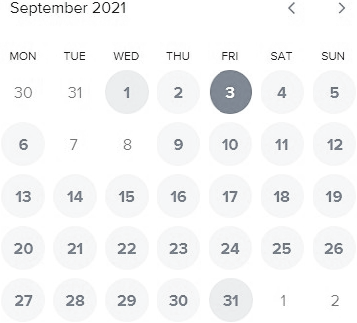 September 2021
MON TUE WED THU FRI SAT SUN
30 31 1 2 3 4 5
6 7 8 9 10 11 12
13 14 15 16 17 18 19
20 21 22 23 24 25 26
27 28 29 30 31 1 2